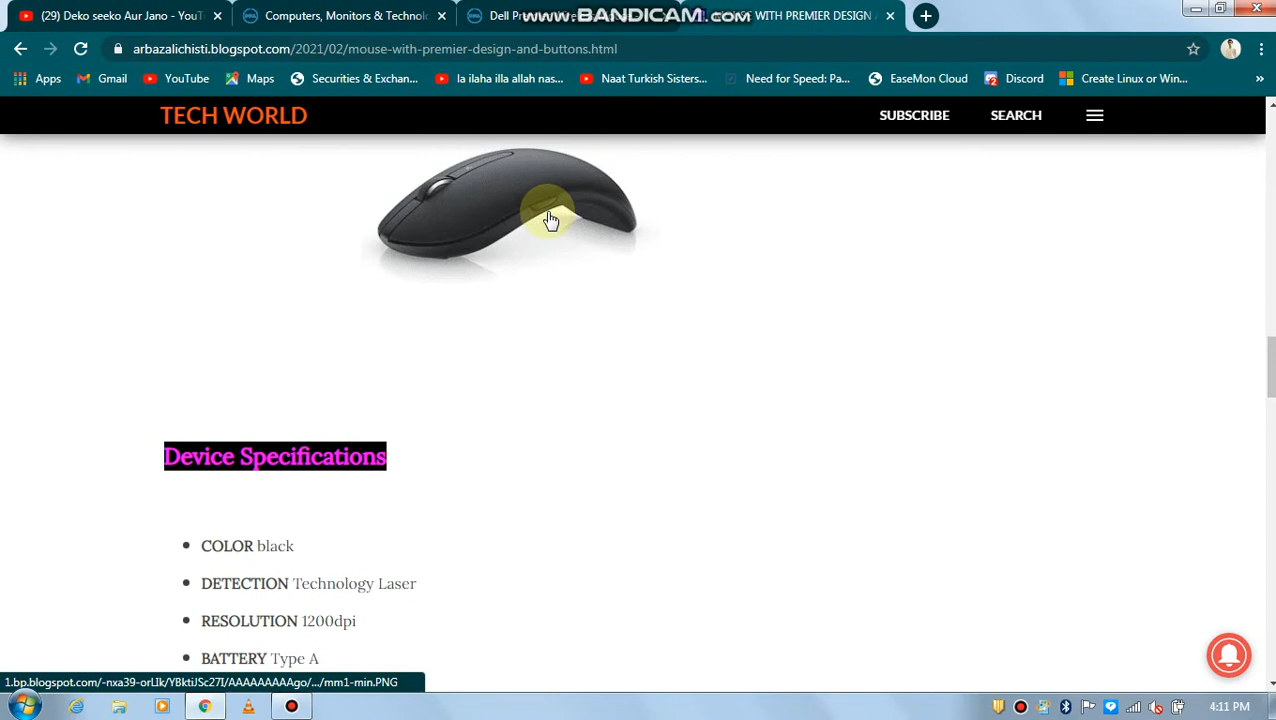 (29) Deko seeko Aur Jano - YouT
Computers, Monitors & Technolo
Dell Pr
www.BANDICAM.com
SE WITH PREMIER DESIGN A
arbazalichisti.blogspot.com/2021/02/mouse-with-premier-design-and-buttons.html
Apps
Gmail
YouTube
Maps
Securities & Exchan...
la ilaha illa allah nas...
Naat Turkish Sisters...
Need for Speed: Pa...
EaseMon Cloud
Discord
Create Linux or Win...
»
TECH WORLD
SUBSCRIBE
SEARCH
Device Specifications
COLOR black
DETECTION Technology Laser
RESOLUTION 1200dpi
BATTERY Type A
1.bp.blogspot.com/-nxa39-orLIk/YBktiJSc27I/AAAAAAAAAgo/.../mm1-min.PNG
4:11 PM